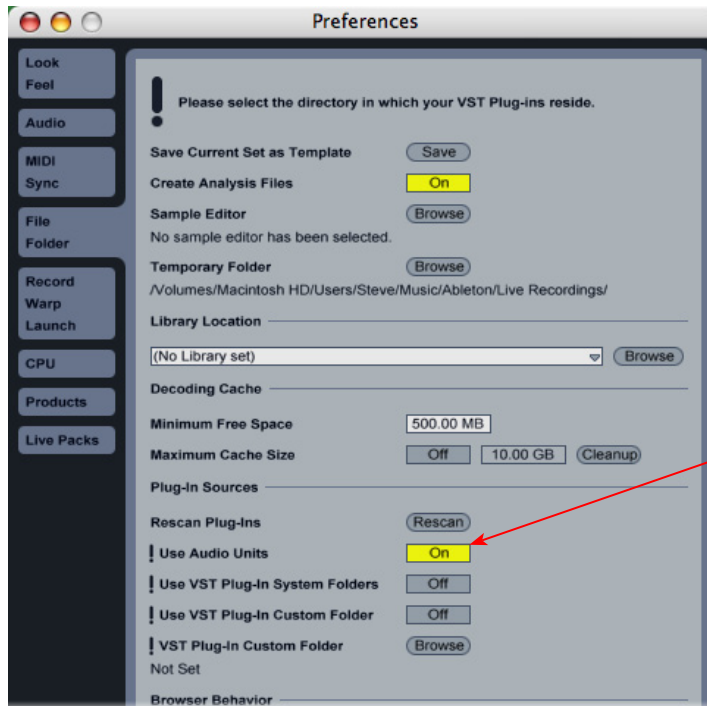 Preferences
Look
Feel
Audio
MIDI
Sync
File
Folder
Record
Warp
Launch
CPU
Products
Live Packs
! Please select the directory in which your VST Plug-ins reside.
Save Current Set as Template Save
Create Analysis Files On
Sample Editor Browse
No sample editor has been selected.
Temporary Folder Browse
/Volumes/Macintosh HD/Users/Steve/Music/Ableton/Live Recordings/
Library Location
(No Library set) Browse
Decoding Cache
Minimum Free Space 500.00 MB
Maximum Cache Size Off 10.00 GB Cleanup
Plug-In Sources
Rescan Plug-Ins Rescan
! Use Audio Units On
! Use VST Plug-In System Folders Off
! Use VST Plug-In Custom Folder Off
! VST Plug-In Custom Folder Browse
Not Set
Browser Behavior